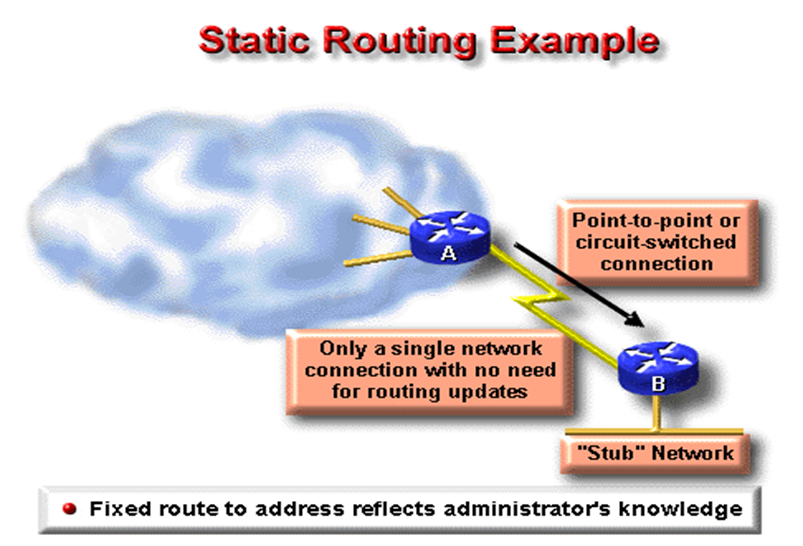 Static Routing Example
A
Point-to-point or
circuit-switched
connection
Only a single network
connection with no need
for routing updates
B
"Stub" Network
Fixed route to address reflects administrator's knowledge